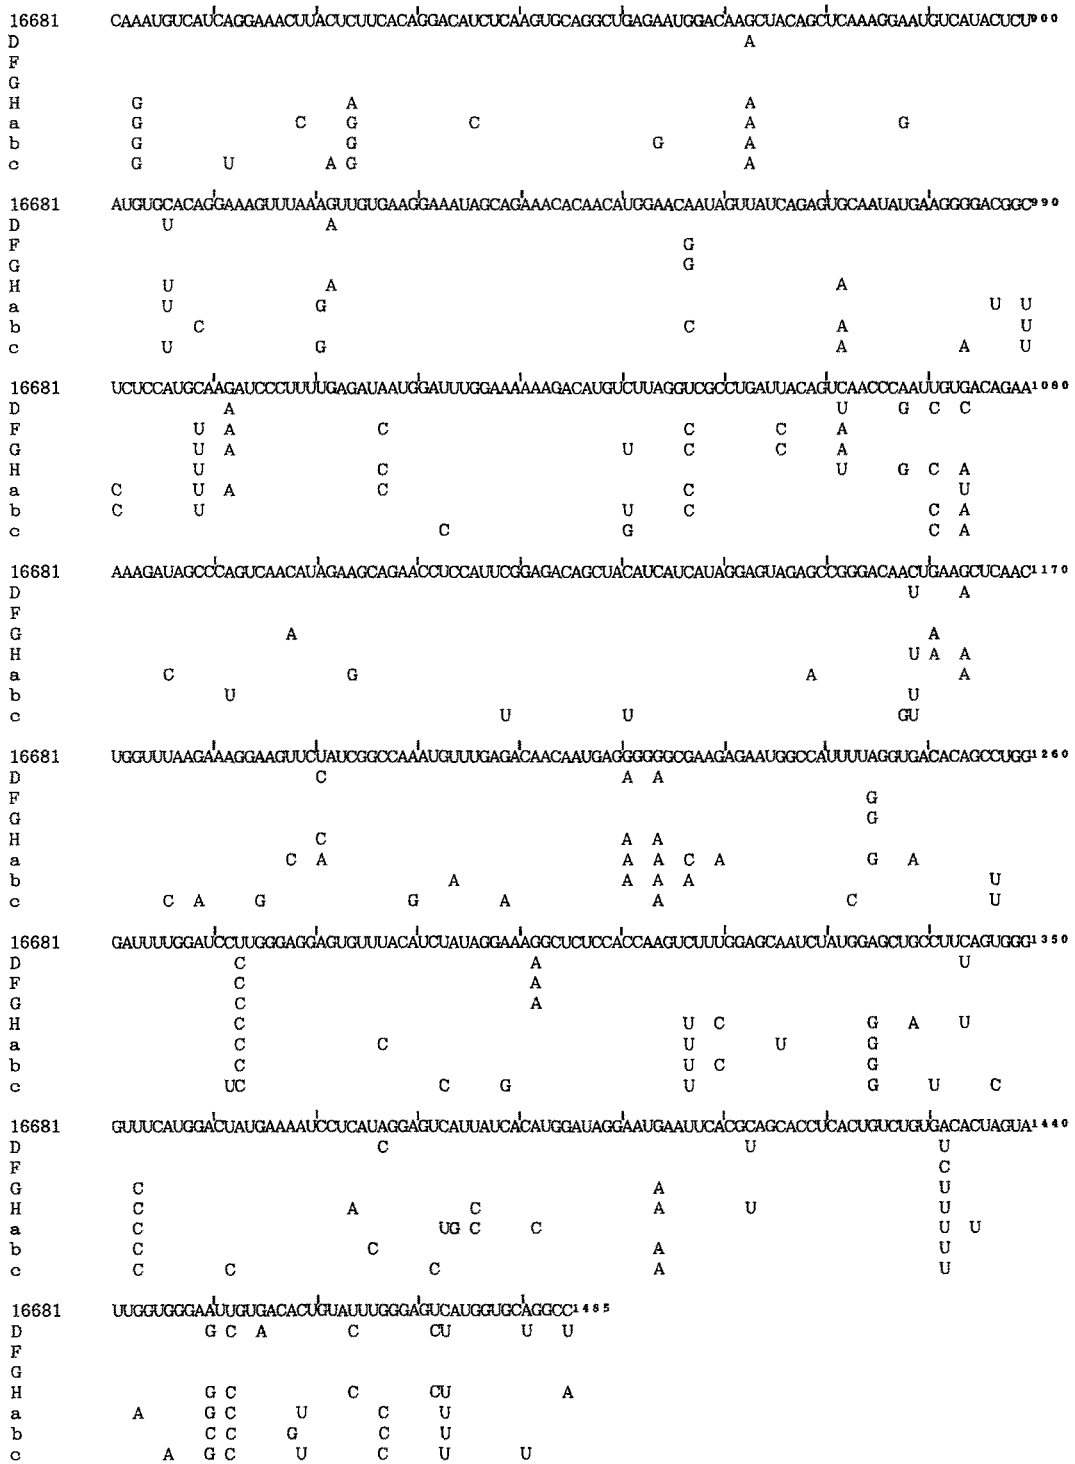 16681 CAAAUGUCAUCAGGAAACUUACUCUUCACAGGACAUCUCAAGUGCAGGCUGAGAAUGGACAAGCUACAGCUCAAAGGAAUGUCAUACUCU900
D A
F
G
H G A A
a G C G C A G
b G G G A
c G U A G A
16681 AUGUGCACAGGAAAGUUUAAAGUUGUGAAGGAAAUAGCAGAAACACAACAUGGAACAAUAGUUAUCAGAGUGCAAUAUGAAGGGGACGGC990
D U A
F G
G G
H U A A
a U G U U
b C C A U
c U G A A U
16681 UCUCCAUGCAAGAUCCCUUUUGAGAUAAUGGAUUUGGAAAAAAGACAUGUCUUAGGUCGCCUGAUUACAGUCAACCCAAUUGUGACAGAA1080
D A U G C C
F U A C C C A
G U A U C C A
H U C U G C A
a C U A C C U
b C U U C C A
c C G C A
16681 AAAGAUAGCCCAGUCAACAUAGAAGCAGAACCUCCAUUCGGAGACAGCUACAUCAUCAUAGGAGUAGAGCCGGGACAACUGAAGCUCAAC1170
D U A
F
G A A
H U A A
a C G A A
b U U
c U U GU
16681 UGGUUUAAGAAAGGAAGUUCUAUCGGCCAAAUGUUUGAGACAACAAUGAGGGGGGCGAAGAGAAUGGCCAUUUUAGGUGACACAGCCUGG1260
D C A A
F G
G G
H C A A
a C A A A C A G A
b A A A A U
c C A G G A A C U
16681 GAUUUUGGAUCCUUGGGAGGAGUGUUUACAUCUAUAGGAAAGGCUCUCCACCAAGUCUUUGGAGCAAUCUAUGGAGCUGCCUUCAGUGGG1350
D C A U
F C A
G C A
H C U C G A U
a C C U U G
b C U C G
c UC C G U G U C
16681 GUUUCAUGGACUAUGAAAAUCCUCAUAGGAGUCAUUAUCACAUGGAUAGGAAUGAAUUCACGCAGCACCUCACUGUCUGUGACACUAGUA1440
D C U U
F C
G C A U
H C A C A U U
a C UG C C U U
b C C A U
c C C C A U
16681 UUGGUGGGAAUUGUGACACUGUAUUUGGGAGUCAUGGUGCAGGCC1485
D G C A C CU U U
F
G
H G C C CU A
a A G C U C U
b C C G C U
c A G C U C U U